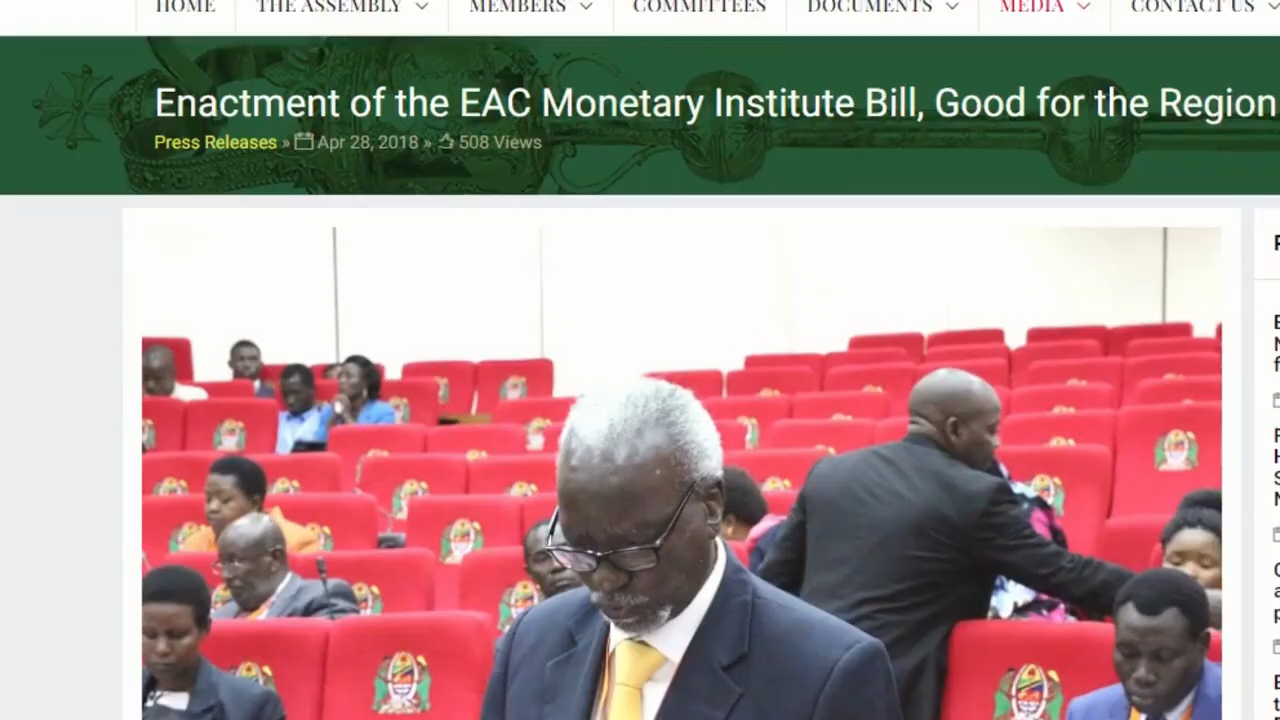 HOME THE ASSEMBLY MEMBERS COMMITTEES DOCUMENTS MEDIA CONTACT US
Enactment of the EAC Monetary Institute Bill, Good for the Region
Press Releases » Apr 28, 2018 » 508 Views